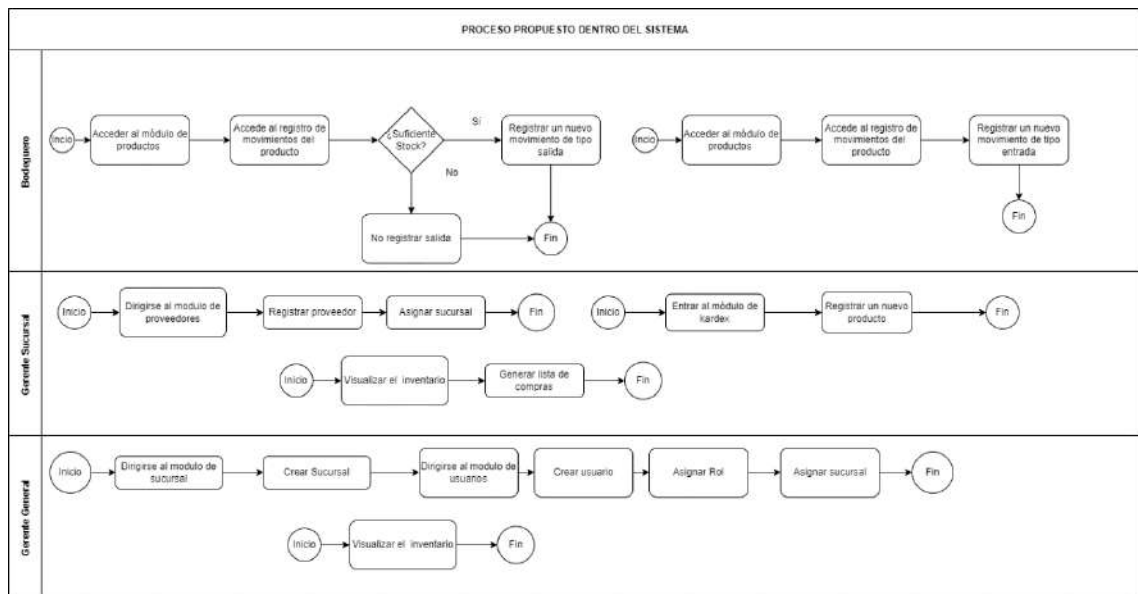 PROCESO PROPUESTO DENTRO DEL SISTEMA
Bodeguero
Incio
Acceder al módulo de
productos
Accede al registro de
movimientos del
producto
¿Suficiente
Stock?
Sí
No
Registrar un nuevo
movimiento de tipo
salida
No registrar salida
Fin
Incio
Acceder al módulo de
productos
Accede al registro de
movimientos del
producto
Registrar un nuevo
movimiento de tipo
entrada
Fin
Gerente Sucursal
Inicio
Dirigirse al modulo de
proveedores
Registrar proveedor
Asignar sucursal
Fin
Inicio
Entrar al módulo de
kardex
Registrar un nuevo
producto
Fin
Inicio
Visualizar el inventario
Generar lista de
compras
Fin
Gerente General
Inicio
Dirigirse al modulo de
sucursal
Crear Sucursal
Dirigirse al modulo de
usuarios
Crear usuario
Asignar Rol
Asignar sucursal
Fin
Inicio
Visualizar el inventario
Fin